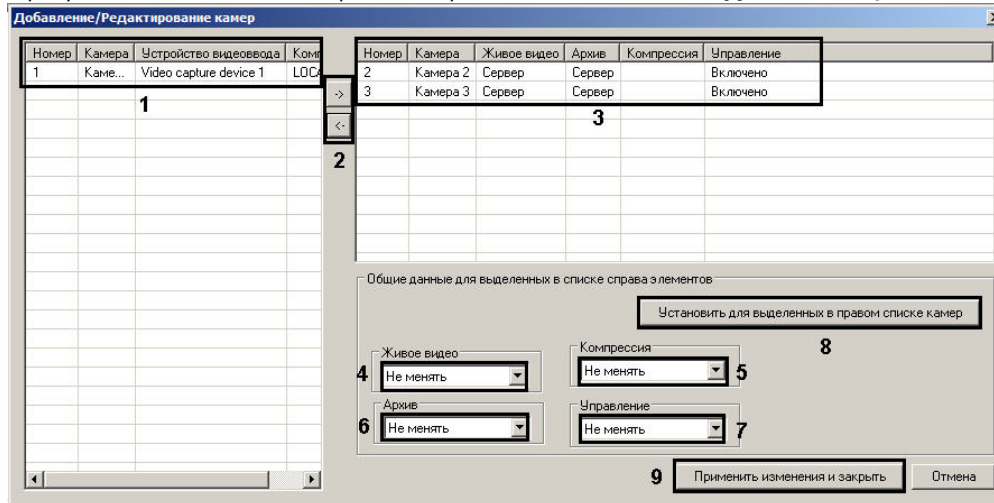 Добавление/Редактирование камер
Номер Камера Устройство видеоввода
1 Каме... Video capture device 1
1
->
<-
2
Номер Камера Живое видео Архив Компрессия Управление
2 Камера 2 Сервер Сервер Включено
3 Камера 3 Сервер Сервер Включено
3
Общие данные для выделенных в списке справа элементов
Установить для выделенных в правом списке камер
8
Живое видео
4 Не менять
Компрессия
Не менять 5
Архив
6 Не менять
Управление
Не менять 7
9 Применить изменения и закрыть Отмена